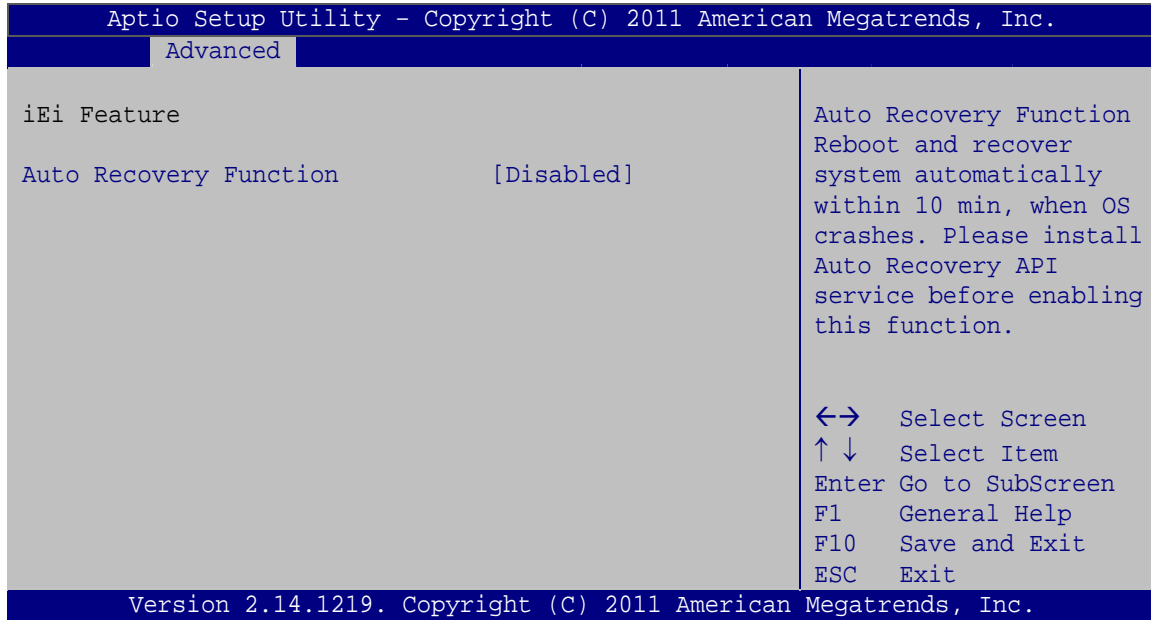 Aptio Setup Utility – Copyright (C) 2011 American Megatrends, Inc.
Advanced
iEi Feature
Auto Recovery Function [Disabled]
Auto Recovery Function
Reboot and recover
system automatically
within 10 min, when OS
crashes. Please install
Auto Recovery API
service before enabling
this function.
←→ Select Screen
↑ ↓ Select Item
Enter Go to SubScreen
F1 General Help
F10 Save and Exit
ESC Exit
Version 2.14.1219. Copyright (C) 2011 American Megatrends, Inc.